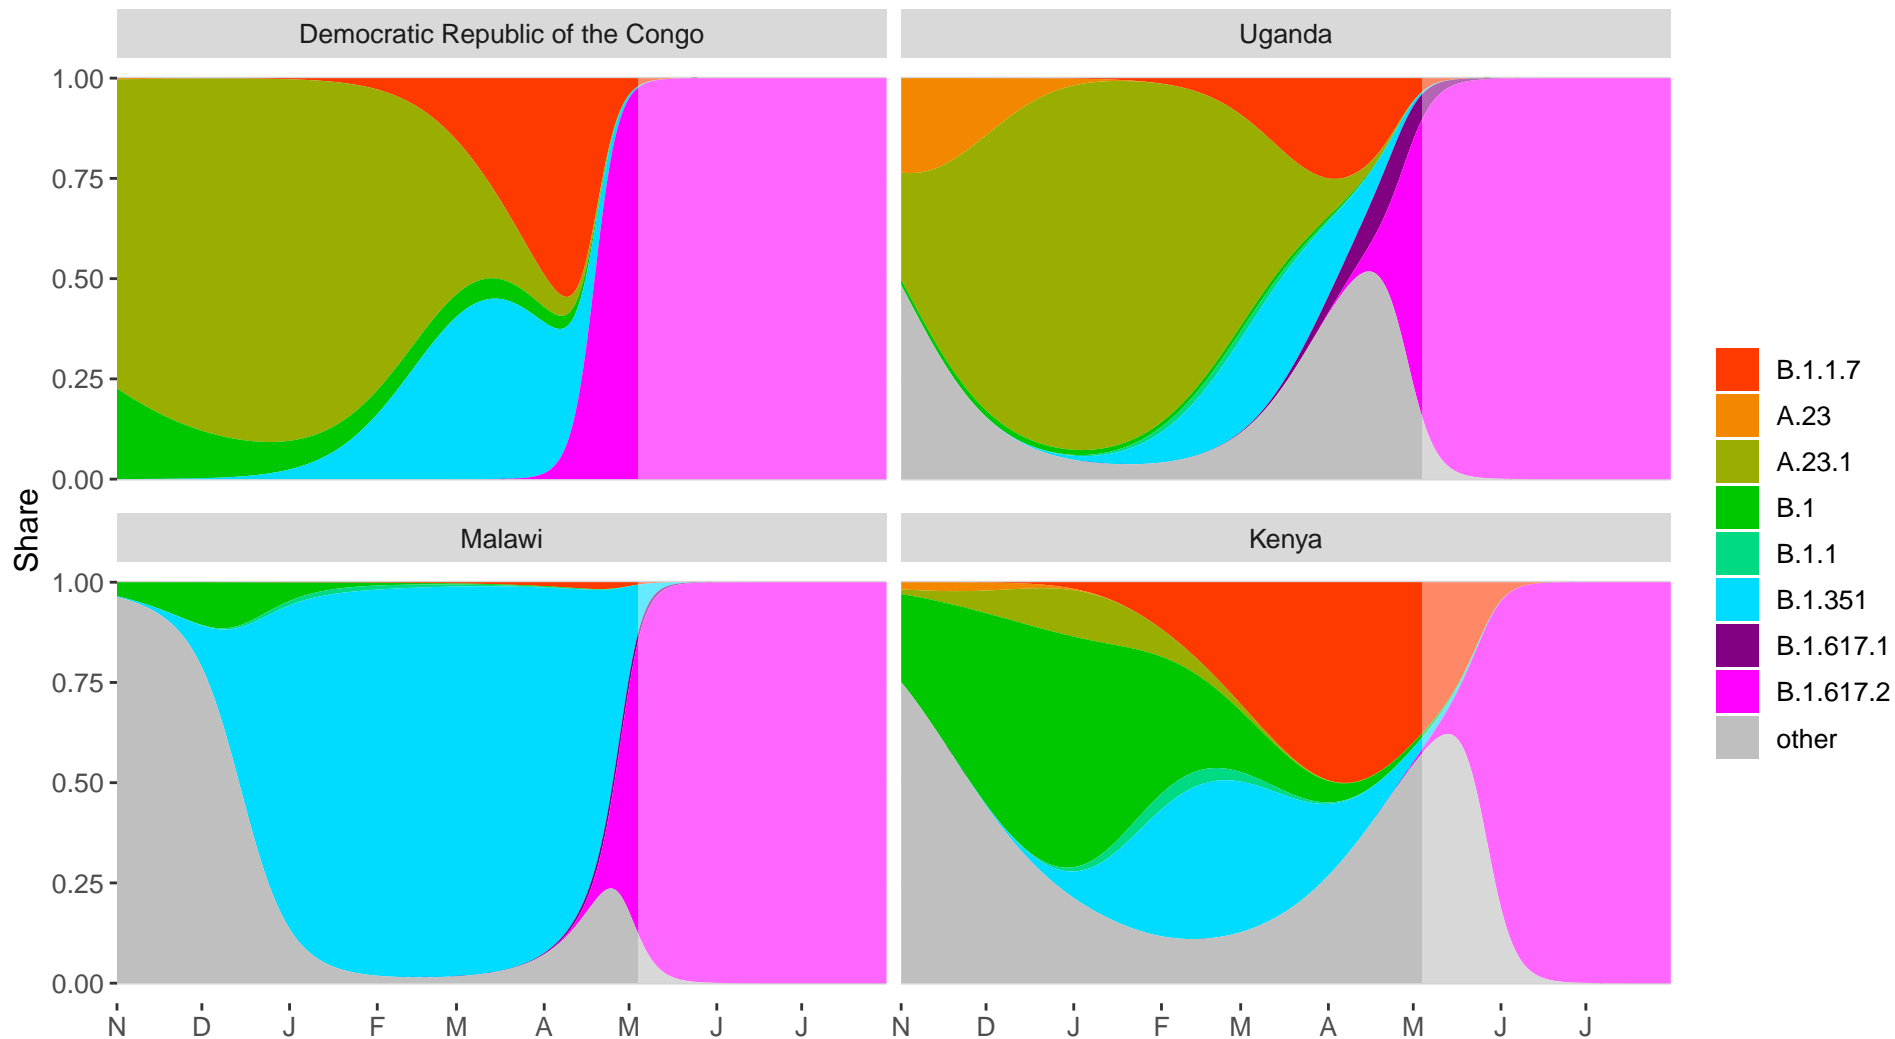 Democratic Republic of the Congo
Uganda
1.00
0.75
0.50
0.25
0.00
Share
Malawi
Kenya
1.00
0.75
0.50
0.25
0.00
N D J F M A M J J
N D J F M A M J J
B.1.1.7
A.23
A.23.1
B.1
B.1.1
B.1.351
B.1.617.1
B.1.617.2
other